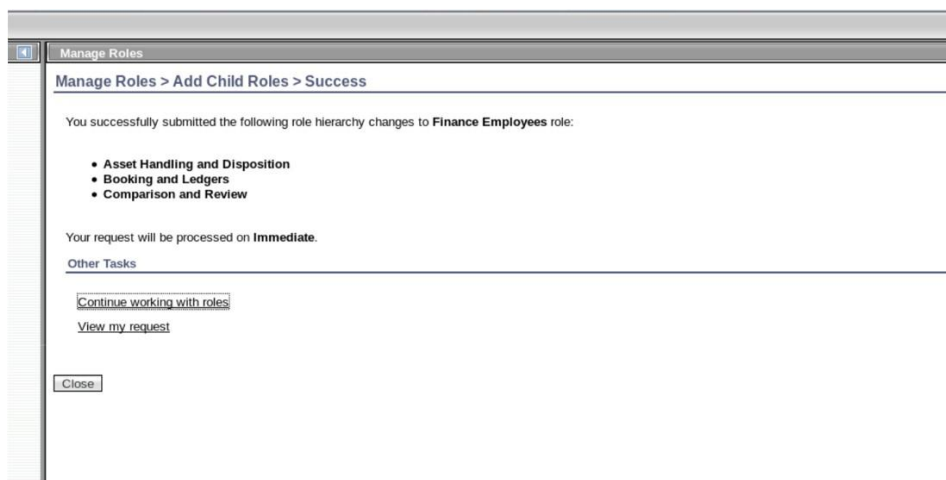 Manage Roles
Manage Roles > Add Child Roles > Success
You successfully submitted the following role hierarchy changes to Finance Employees role:
• Asset Handling and Disposition
• Booking and Ledgers
• Comparison and Review
Your request will be processed on Immediate.
Other Tasks
Continue working with roles
View my request
Close